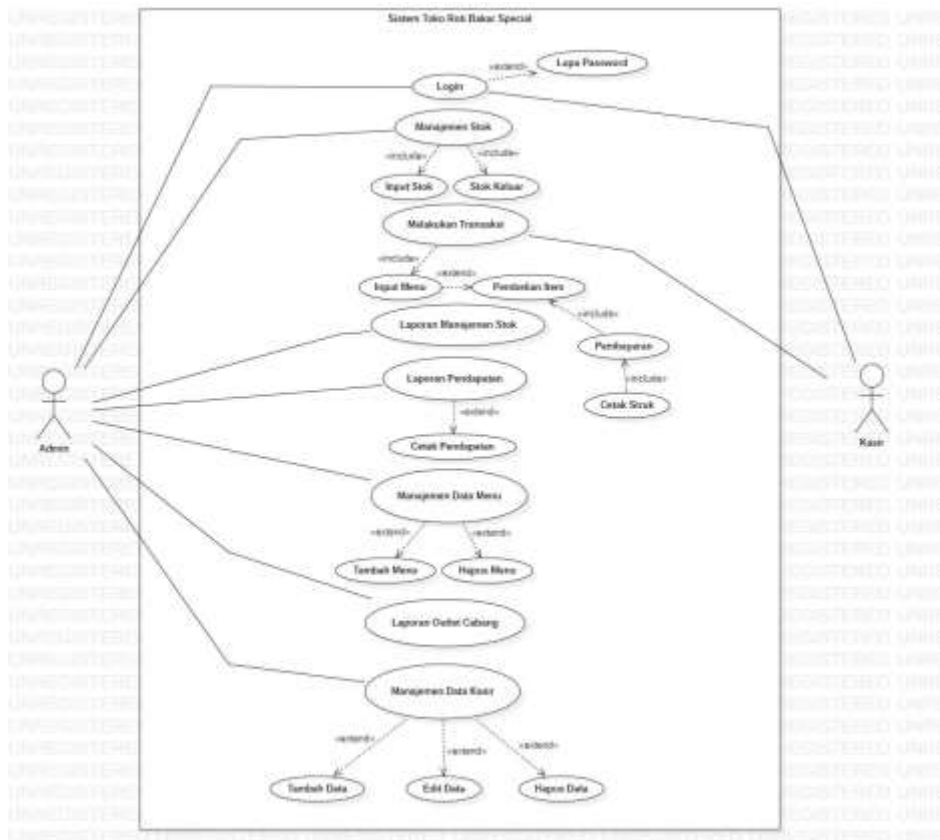 Sistem Toko Roti Bakar Special
Lupa Password
«extend»
Login
Manajemen Stok
«include»
«include»
Input Stok
Stok Keluar
Melakukan Transaksi
«include»
«extend»
Input Menu
Pembelian Item
«include»
Laporan Manajemen Stok
Pembayaran
Laporan Pendapatan
«include»
Cetak Struk
«extend»
Admin
Kasir
Cetak Pendapatan
Manajemen Data Menu
«extend»
«extend»
Tambah Menu
Hapus Menu
Laporan Outlet Cabang
Manajemen Data Kasir
«extend»
«extend»
«extend»
Tambah Data
Edit Data
Hapus Data
UNREGISTERED